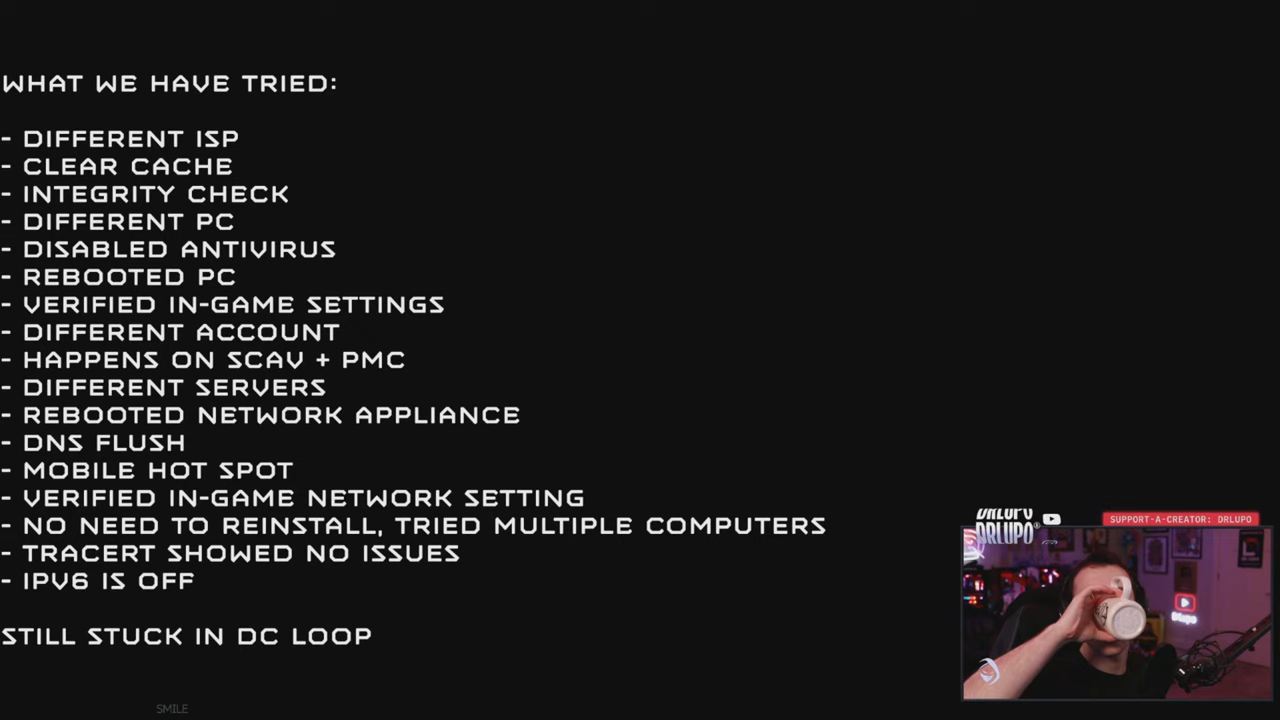 WHAT WE HAVE TRIED:
- DIFFERENT ISP
- CLEAR CACHE
- INTEGRITY CHECK
- DIFFERENT PC
- DISABLED ANTIVIRUS
- REBOOTED PC
- VERIFIED IN-GAME SETTINGS
- DIFFERENT ACCOUNT
- HAPPENS ON SCAV + PMC
- DIFFERENT SERVERS
- REBOOTED NETWORK APPLIANCE
- DNS FLUSH
- MOBILE HOT SPOT
- VERIFIED IN-GAME NETWORK SETTING
- NO NEED TO REINSTALL, TRIED MULTIPLE COMPUTERS
- TRACERT SHOWED NO ISSUES
- IPV6 IS OFF
STILL STUCK IN DC LOOP
SMILE
DRLUPO
DRLUPO®
SUPPORT-A-CREATOR: DRLUPO
Drlupo